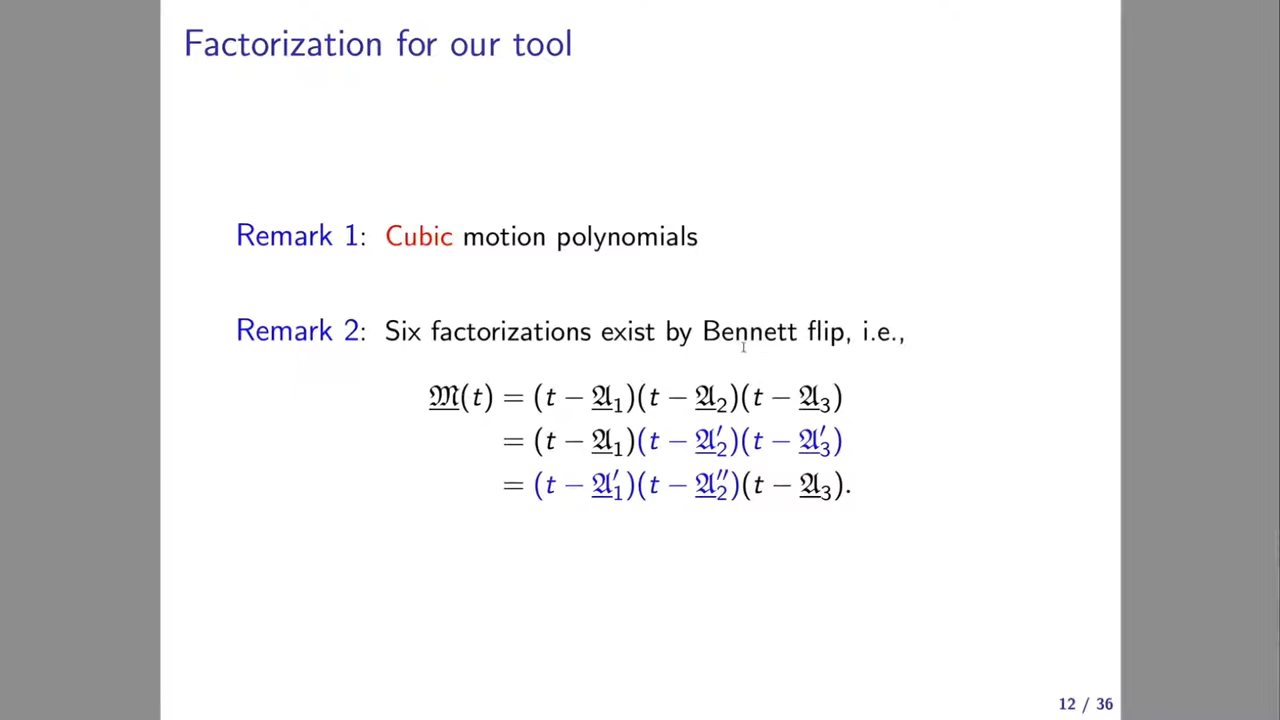 Factorization for our tool
Remark 1: Cubic motion polynomials
Remark 2: Six factorizations exist by Bennett flip, i.e.,
𝔐(t) = (t − 𝔄₁)(t − 𝔄₂)(t − 𝔄₃)
= (t − 𝔄₁)(t − 𝔄′₂)(t − 𝔄′₃)
= (t − 𝔄′₁)(t − 𝔄″₂)(t − 𝔄₃).
12 / 36